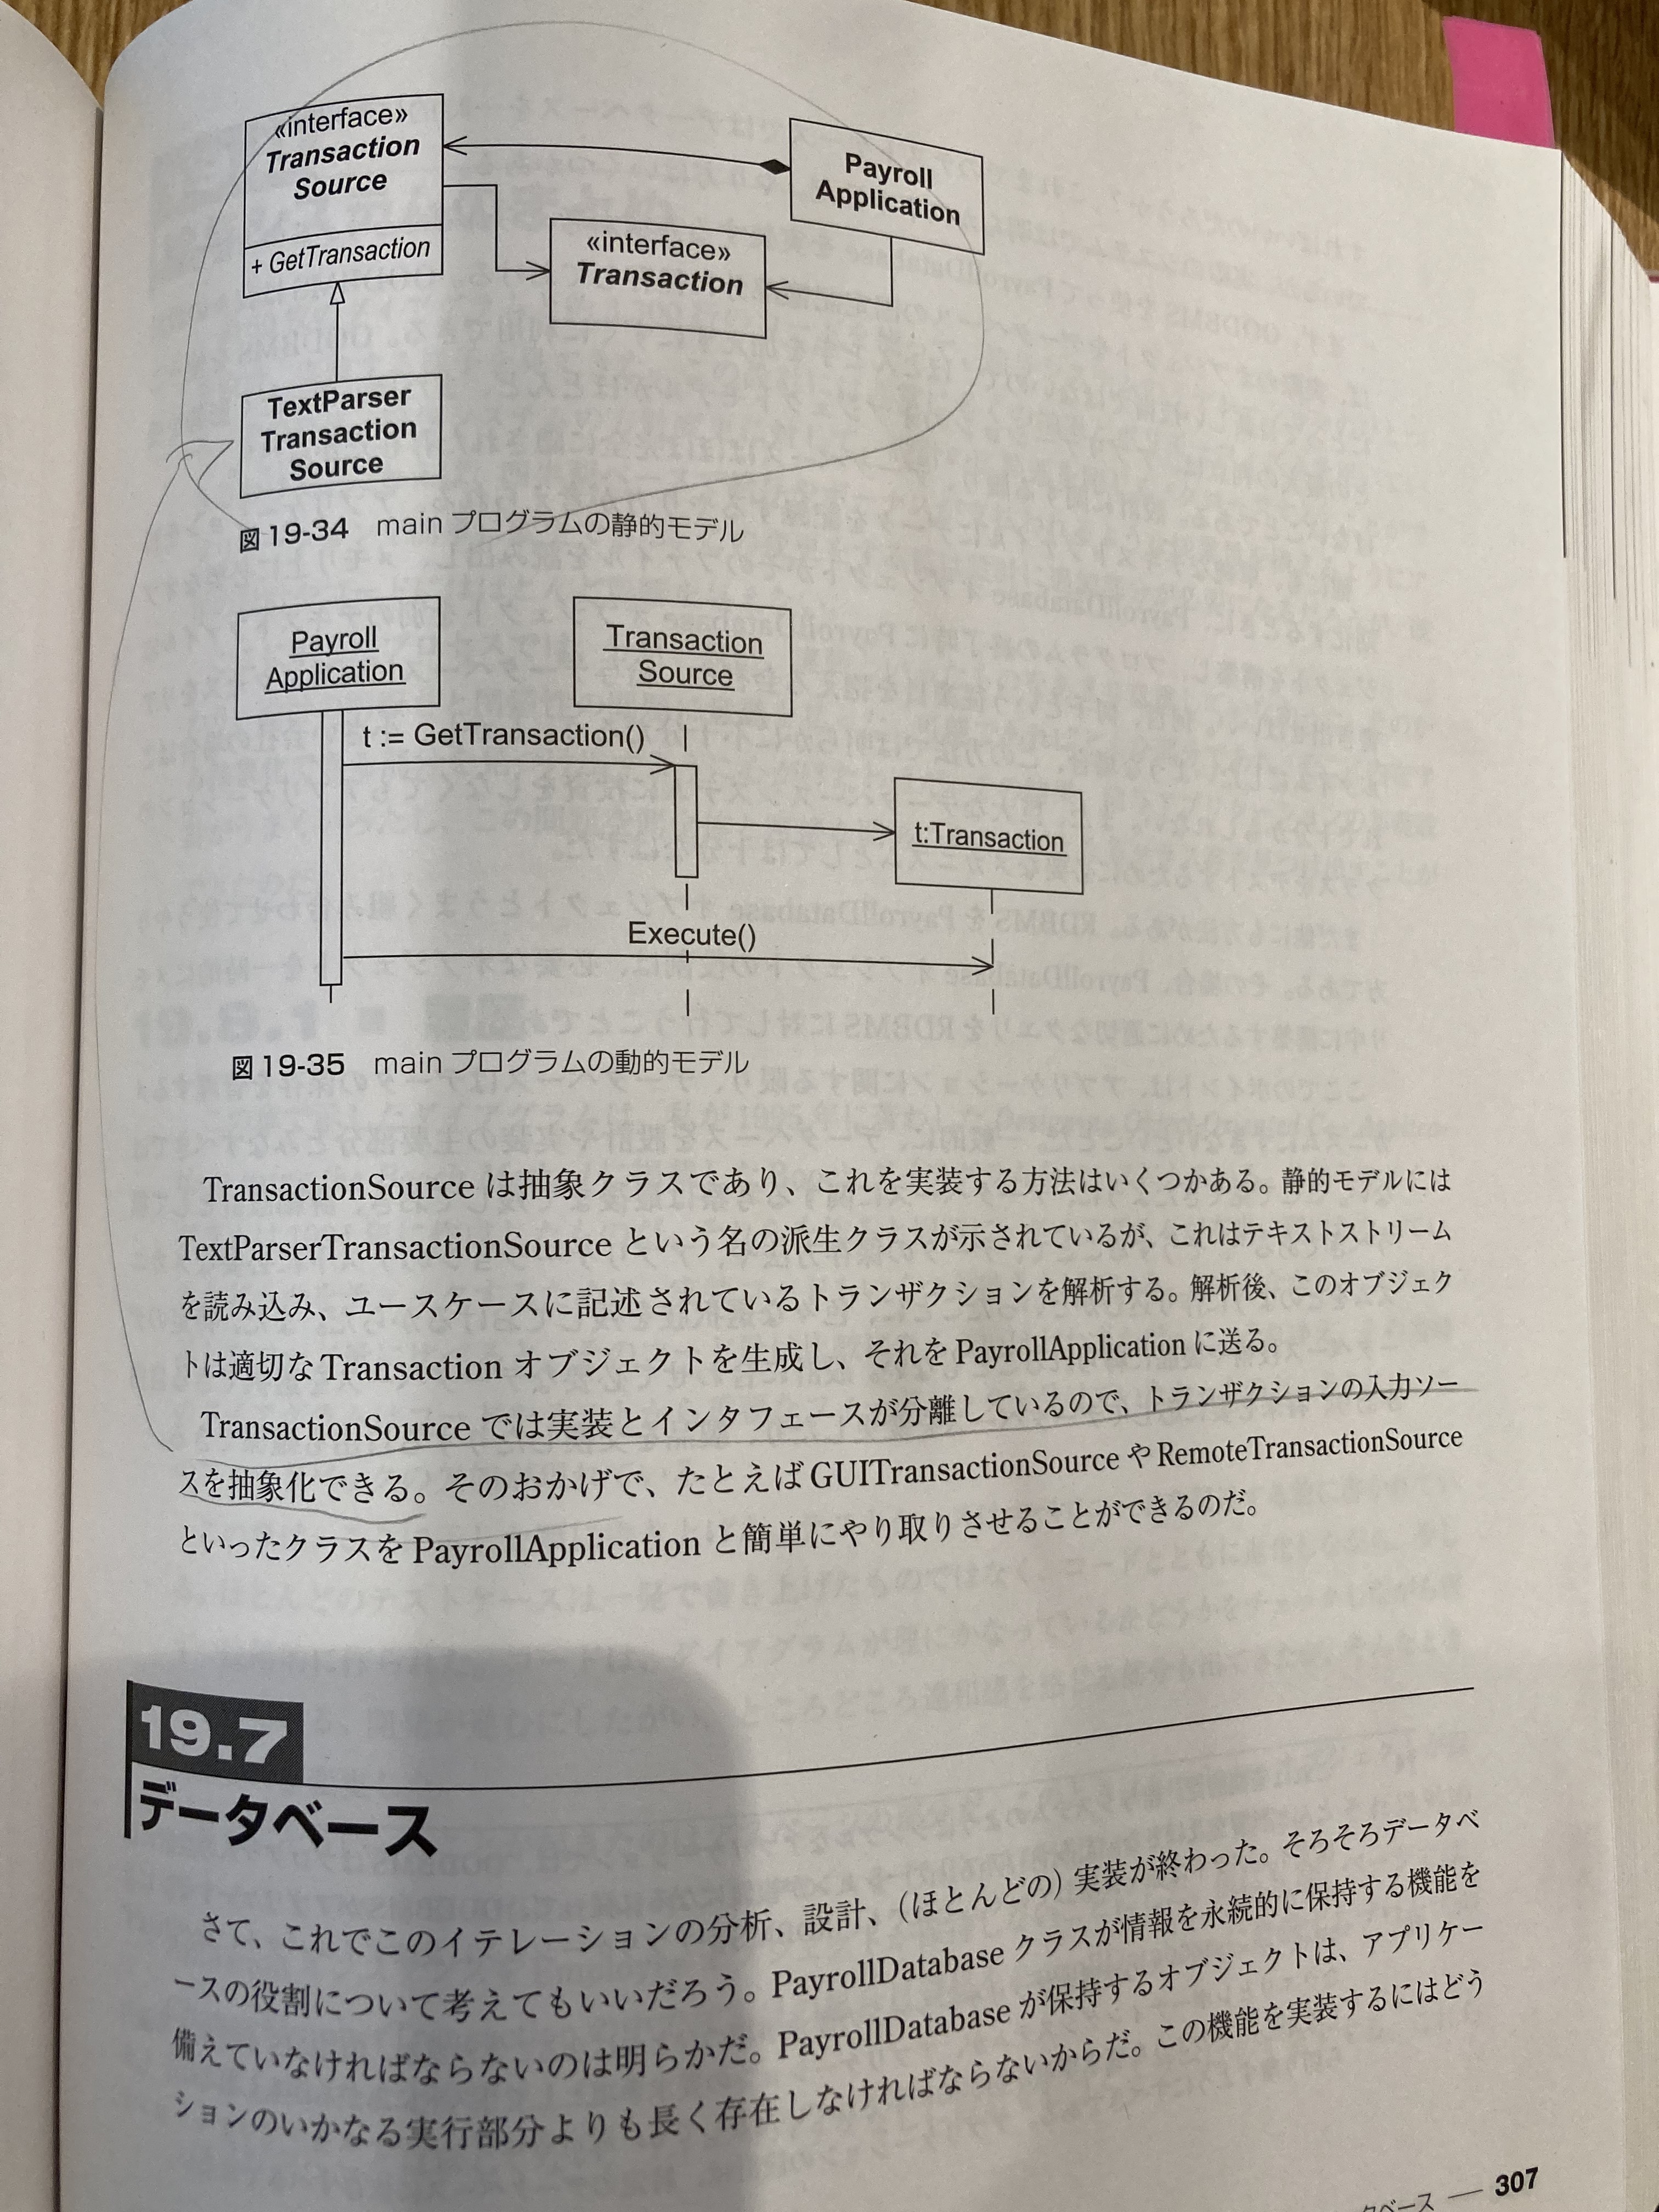 «interface»
Transaction
Source
+ GetTransaction
Payroll
Application
«interface»
Transaction
TextParser
Transaction
Source
図19-34 mainプログラムの静的モデル
Payroll
Application
Transaction
Source
t := GetTransaction()
t:Transaction
Execute()
図19-35 mainプログラムの動的モデル
TransactionSource は抽象クラスであり、これを実装する方法はいくつかある。静的モデルには
TextParserTransactionSource という名の派生クラスが示されているが、これはテキストストリーム
を読み込み、ユースケースに記述されているトランザクションを解析する。解析後、このオブジェク
トは適切な Transaction オブジェクトを生成し、それを PayrollApplication に送る。
TransactionSource では実装とインタフェースが分離しているので、トランザクションの入力ソー
スを抽象化できる。そのおかげで、たとえば GUITransactionSource や RemoteTransactionSource
といったクラスを PayrollApplication と簡単にやり取りさせることができるのだ。
19.7
データベース
さて、これでこのイテレーションの分析、設計、(ほとんどの) 実装が終わった。そろそろデータベ
ースの役割について考えてもいいだろう。PayrollDatabase クラスが情報を永続的に保持する機能を
備えていなければならないのは明らかだ。PayrollDatabase が保持するオブジェクトは、アプリケー
ションのいかなる実行部分よりも長く存在しなければならないからだ。この機能を実装するにはどう
タベース — 307